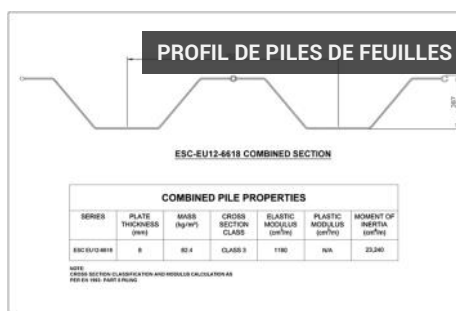 PROFIL DE PILES DE FEUILLES
ESC-EU12-6618 COMBINED SECTION
COMBINED PILE PROPERTIES
SERIES PLATE THICKNESS (mm) MASS (kg/m²) CROSS SECTION CLASS ELASTIC MODULUS (cm³/m) PLASTIC MODULUS (cm³/m) MOMENT OF INERTIA (cm⁴/m)
ESC-EU12-6618 8 82.4 CLASS 3 1190 N/A 23,240
NOTE:
CROSS SECTION CLASSIFICATION AND MODULUS CALCULATION AS
PER EN 1993: PART 5 PILING